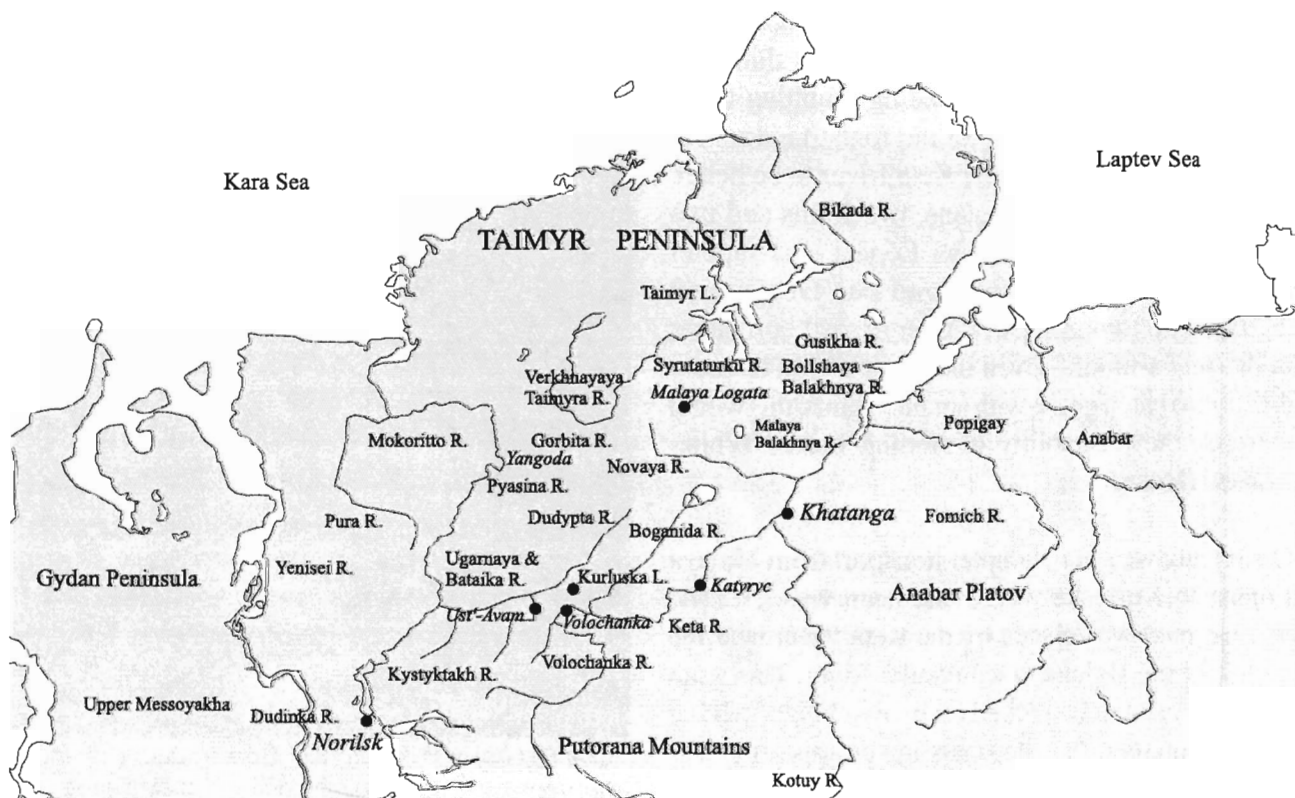 Kara Sea
Laptev Sea
Bikada R.
TAIMYR PENINSULA
Taimyr L.
Gusikha R.
Syrutaturku R.
Boilshaya
Balakhnya R.
Verkhhayaya
Taimyra R.
Malaya Logata
Malaya
Balakhnya R.
Popigay
Anabar
Mokoritto R.
Gorbita R.
Yangoda
Novaya R.
Pyasina R.
Pura R.
Dudypta R.
Boganida R.
Khatanga
Fomich R.
Ugarnaya &
Bataika R.
Yenisei R.
Gydan Peninsula
Kurluska L.
Katyryc
Anabar Platov
Ust'-Avam
Volochanka
Keta R.
Kystyktakh R.
Volochanka R.
Upper Messoyakha
Dudinka R.
Norilsk
Putorana Mountains
Kotuy R.